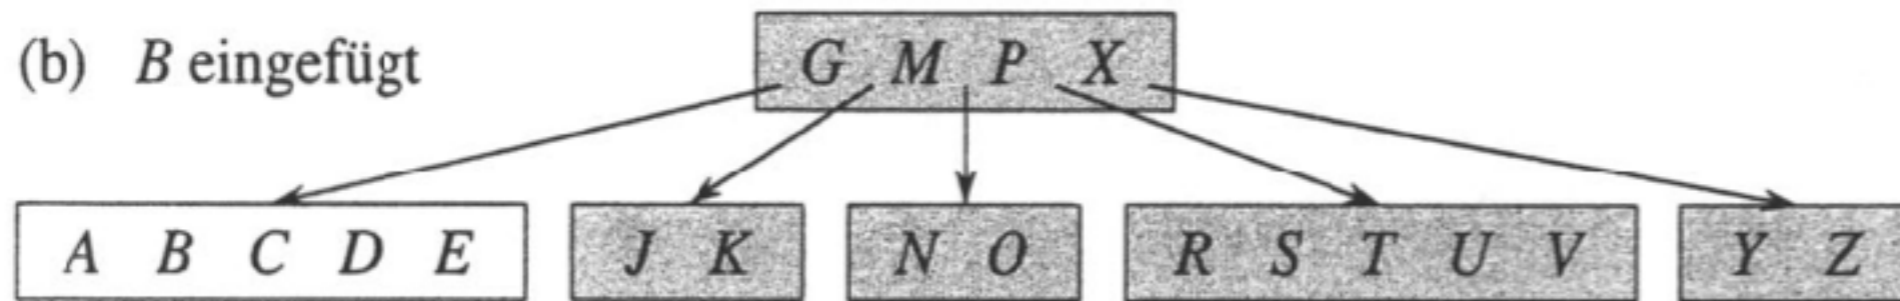 (b) B eingefügt
G M P X
A B C D E
J K
N O
R S T U V
Y Z